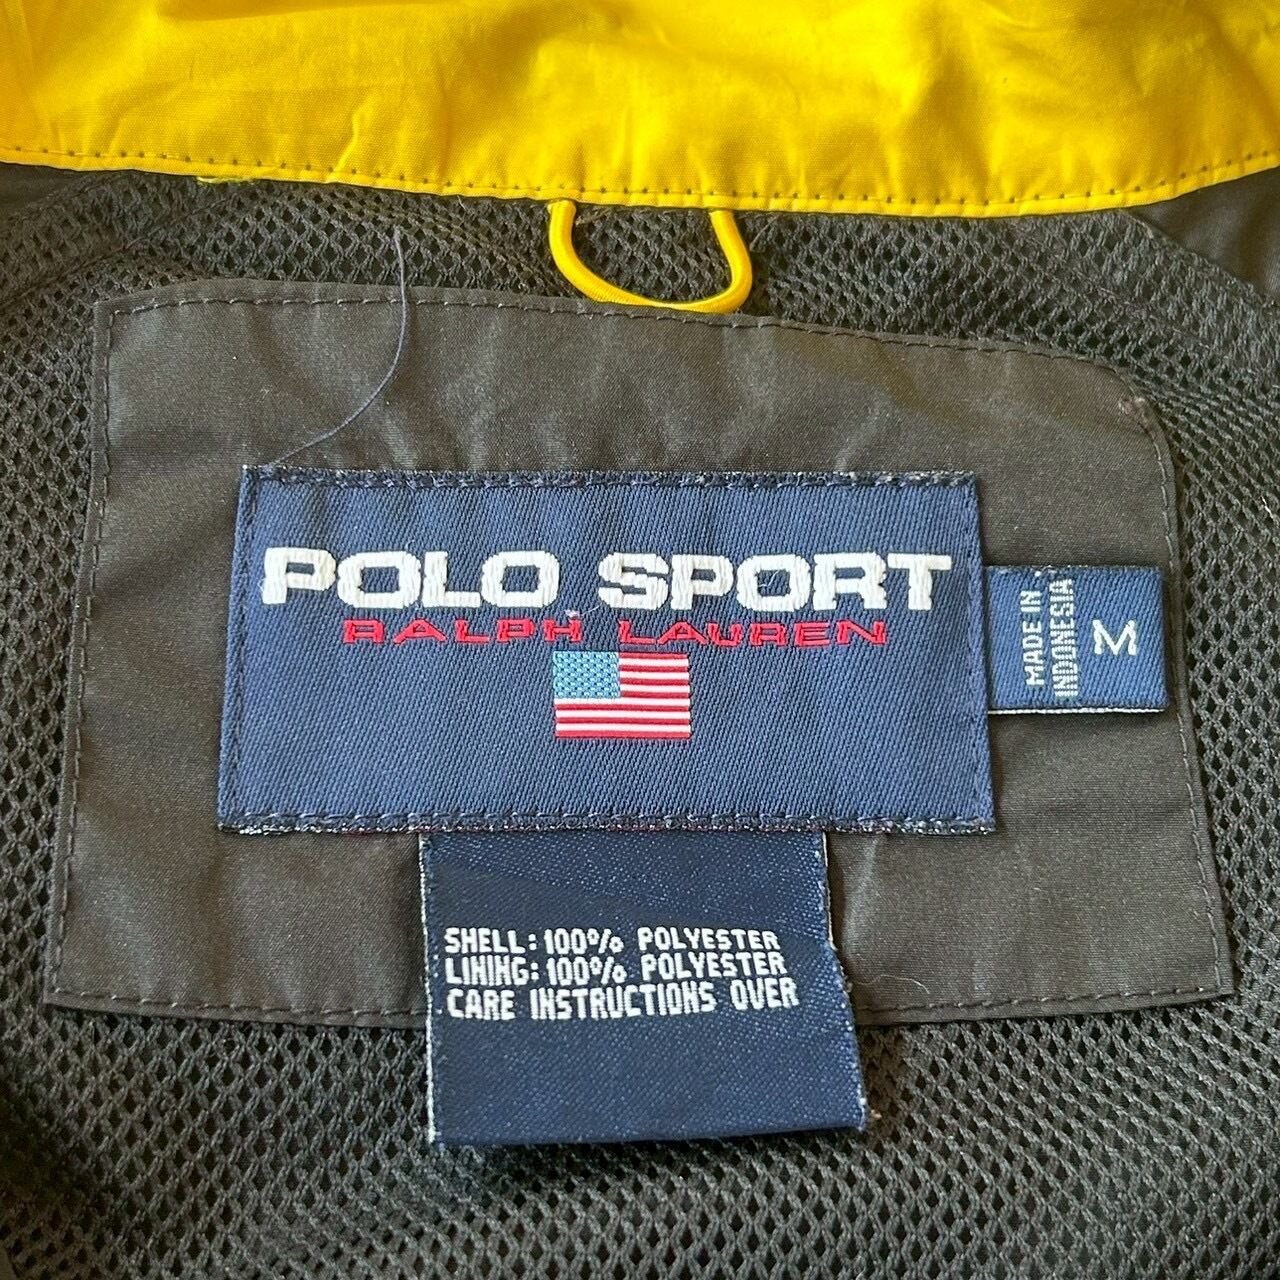 POLO SPORT
RALPH LAUREN
MADE IN
INDONESIA
M
SHELL: 100% POLYESTER
LINING: 100% POLYESTER
CARE INSTRUCTIONS OVER